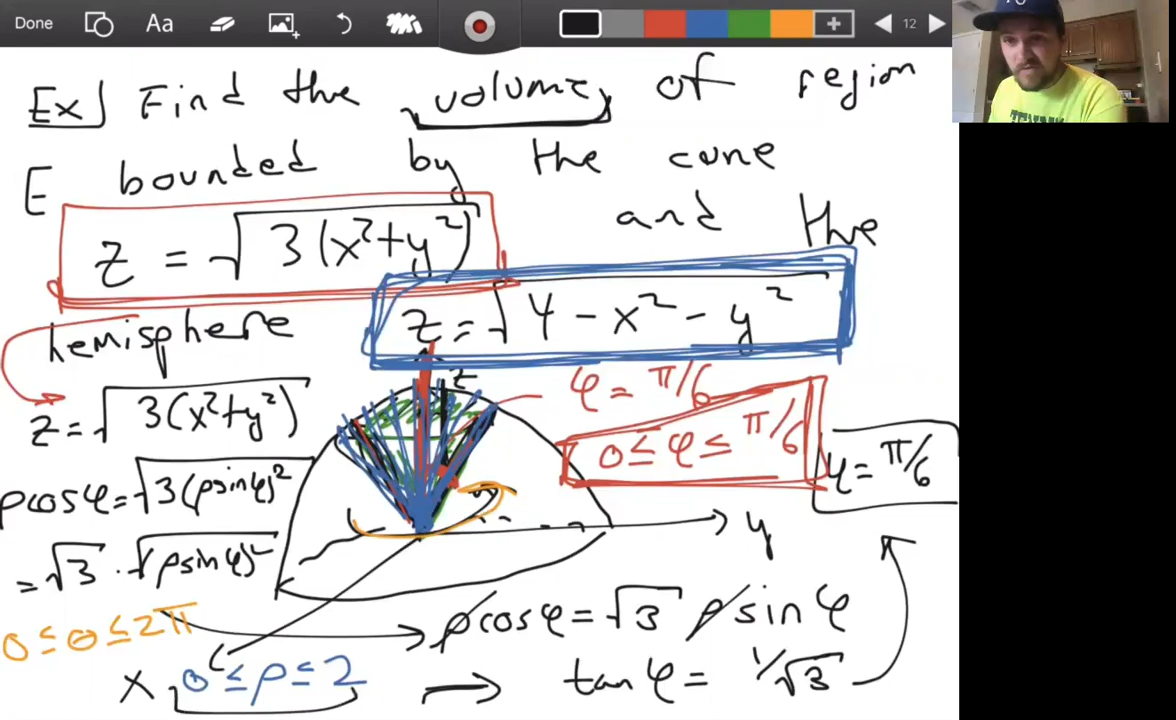 Done Aa 12
Ex] Find the volume of region
E bounded by the cone
z = √3(x²+y²) and the
hemisphere z = √4 - x² - y²
z = √3(x²+y²)
z
φ = π/6
0 ≤ φ ≤ π/6
φ = π/6
ρcosφ = √3(ρsinφ)²
= √3 · √(ρsinφ)²
y
0 ≤ θ ≤ 2π
ρcosφ = √3 ρsinφ
x 0 ≤ ρ ≤ 2
tanφ = 1/√3